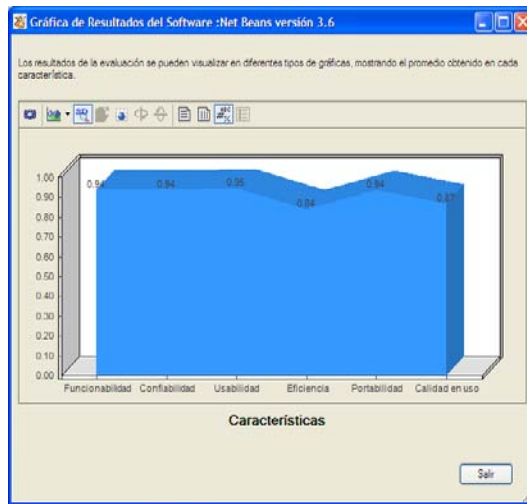 Gráfica de Resultados del Software :Net Beans versión 3.6
Los resultados de la evaluación se pueden visualizar en diferentes tipos de gráficas, mostrando el promedio obtenido en cada
característica.
1.00
0.90
0.80
0.70
0.60
0.50
0.40
0.30
0.20
0.10
0.00
0.94
0.94
0.95
0.84
0.94
0.87
Funcionabilidad Confiabilidad Usabilidad Eficiencia Portabilidad Calidad en uso
Características
Salir